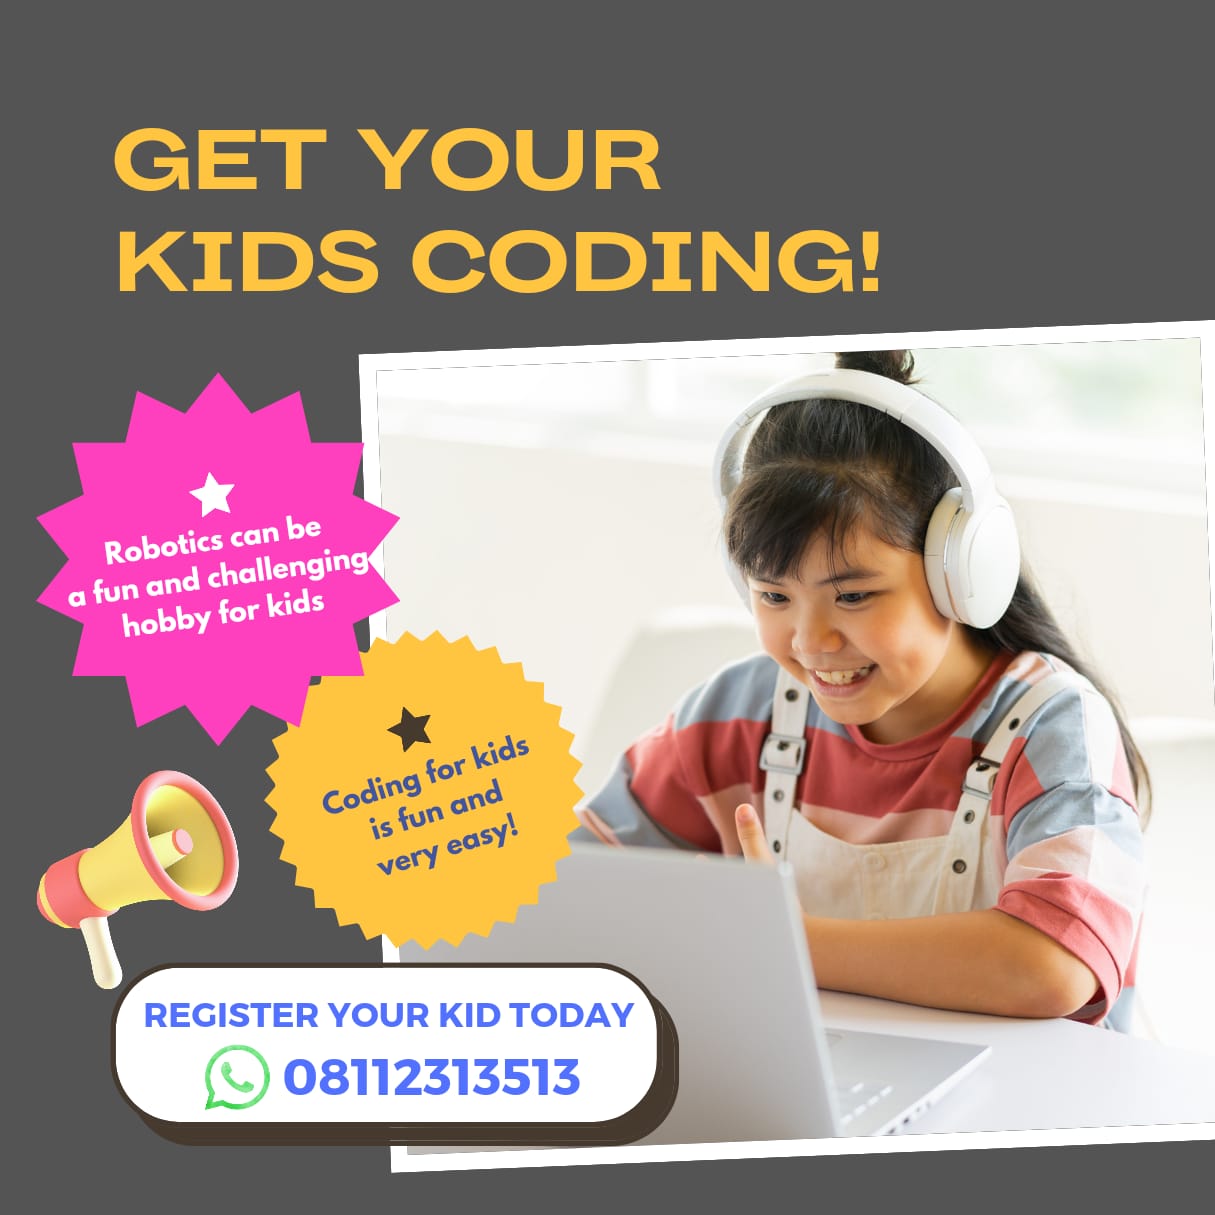 GET YOUR
KIDS CODING!
Robotics can be
a fun and challenging
hobby for kids
Coding for kids
is fun and
very easy!
REGISTER YOUR KID TODAY
08112313513